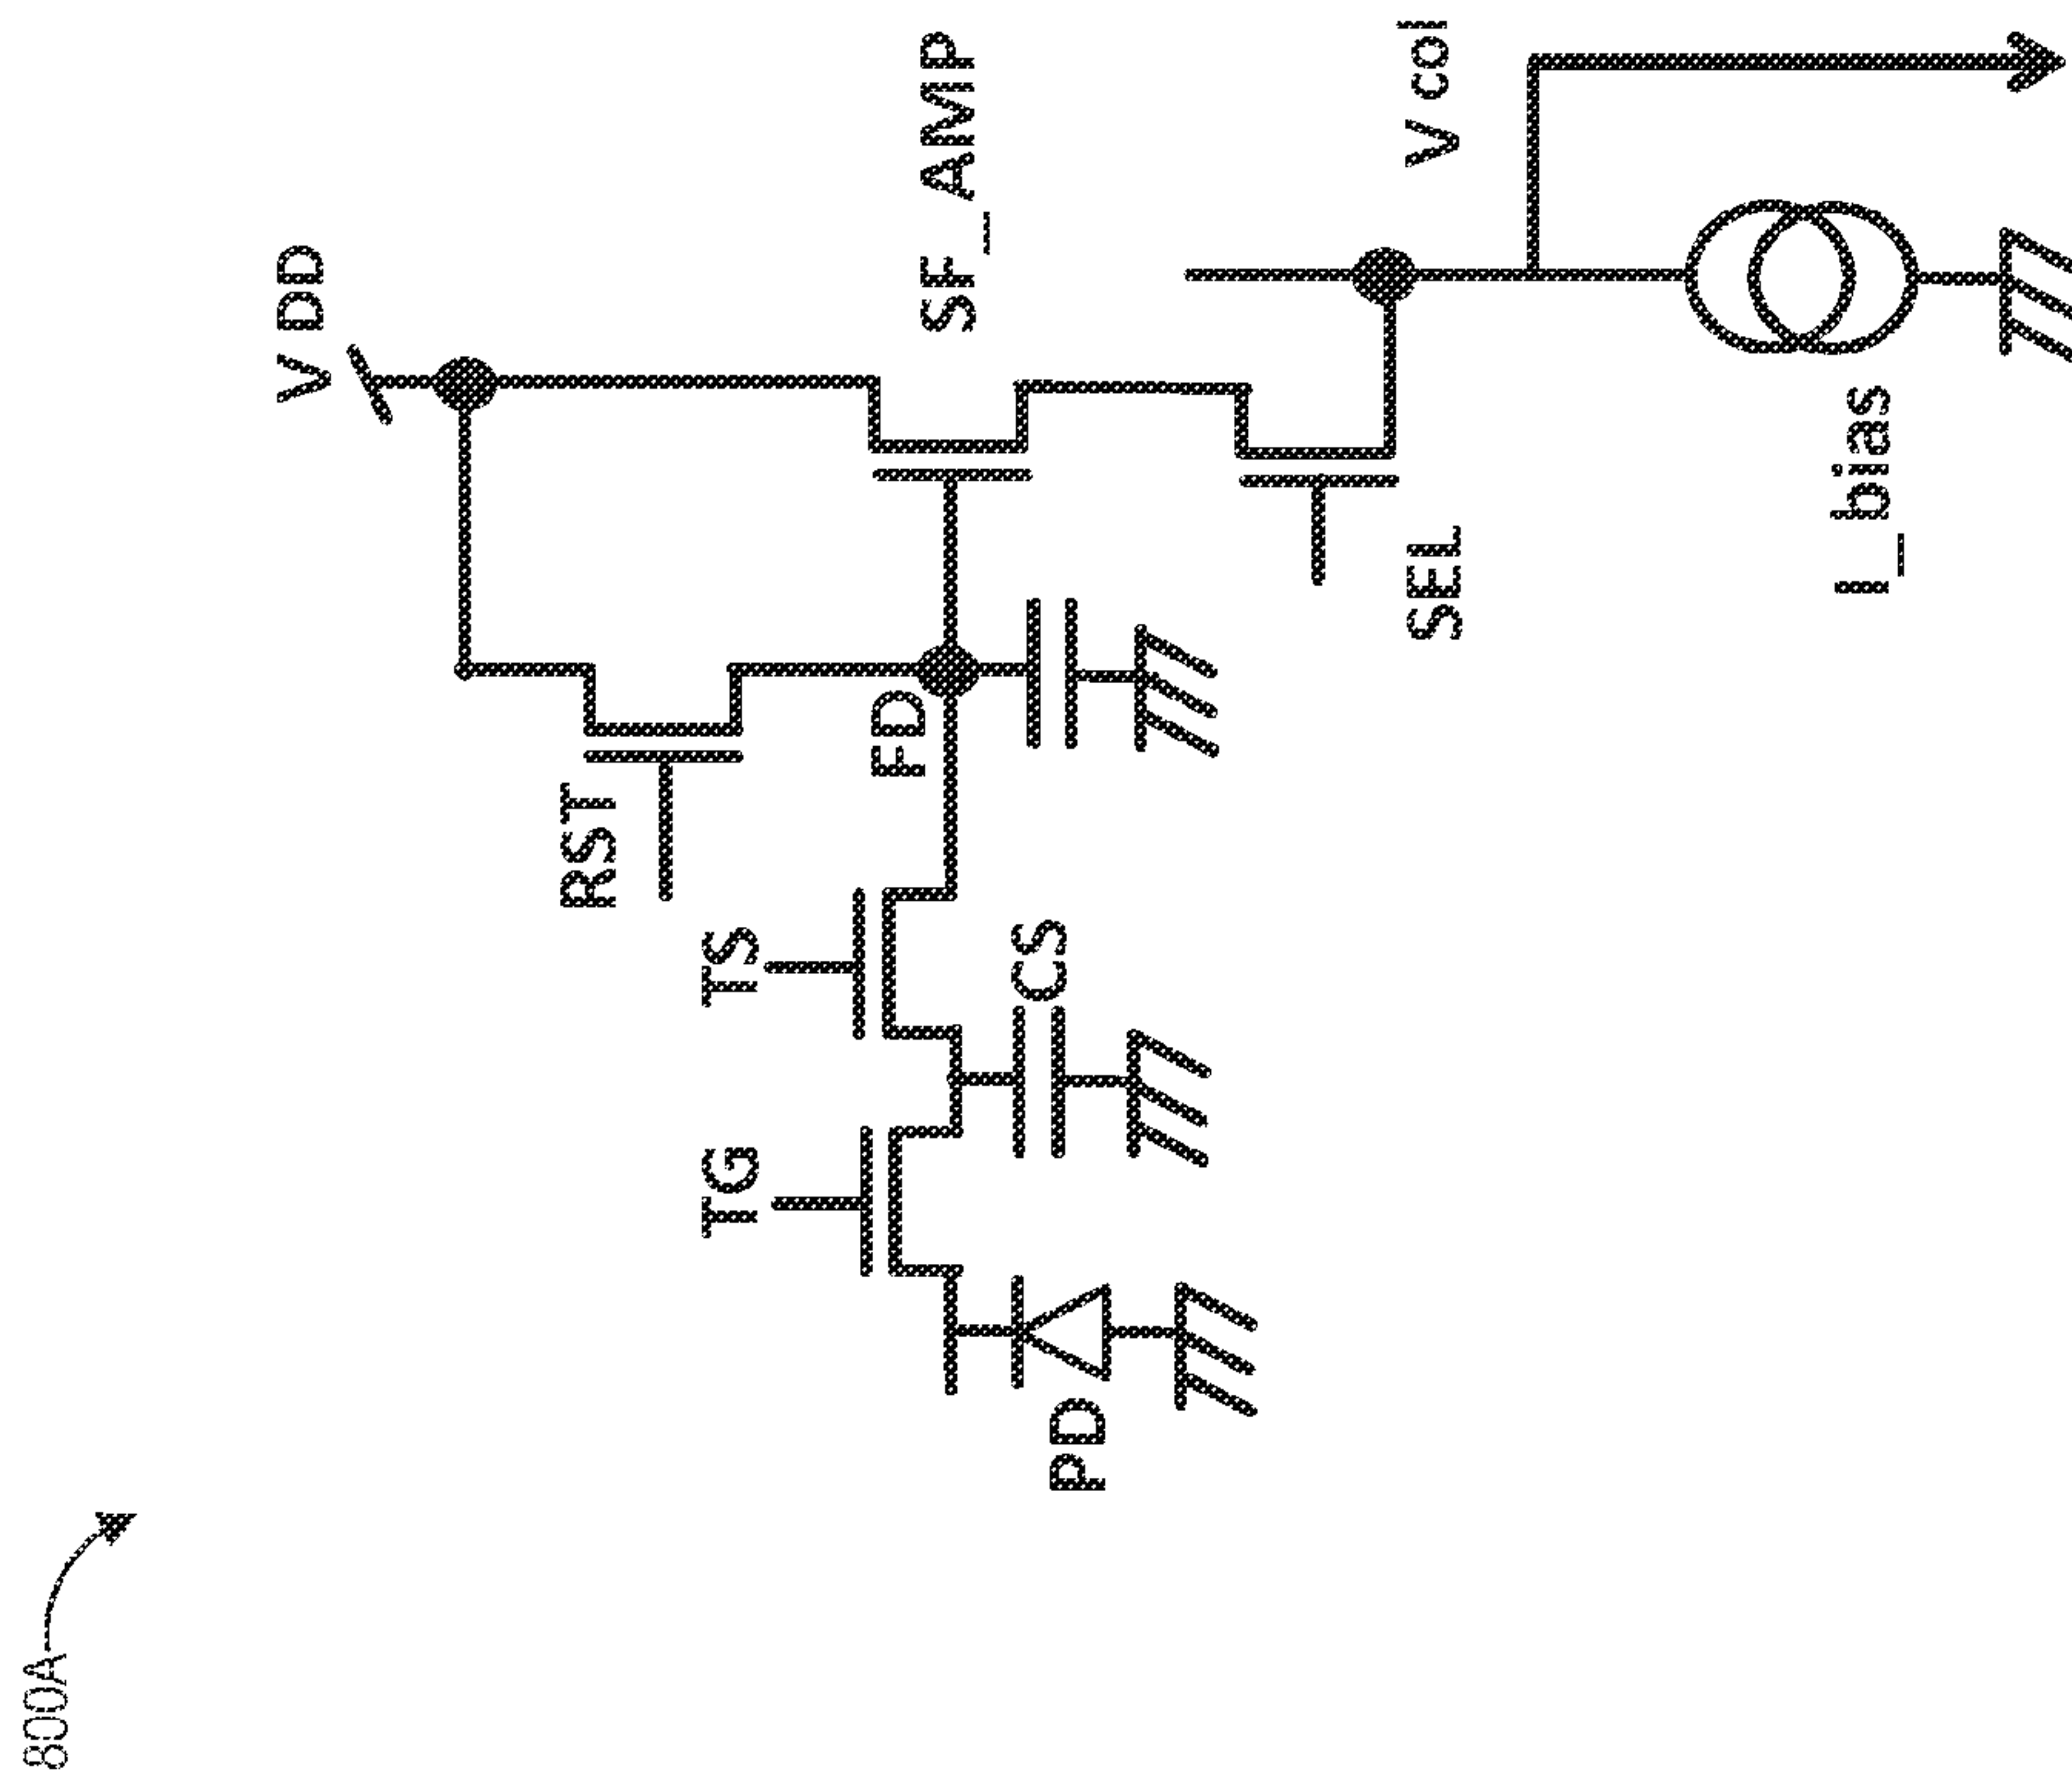 800A
V DD
RST
SF_AMP
TG
TS
FD
CS
PD
SEL
V col
I_bias